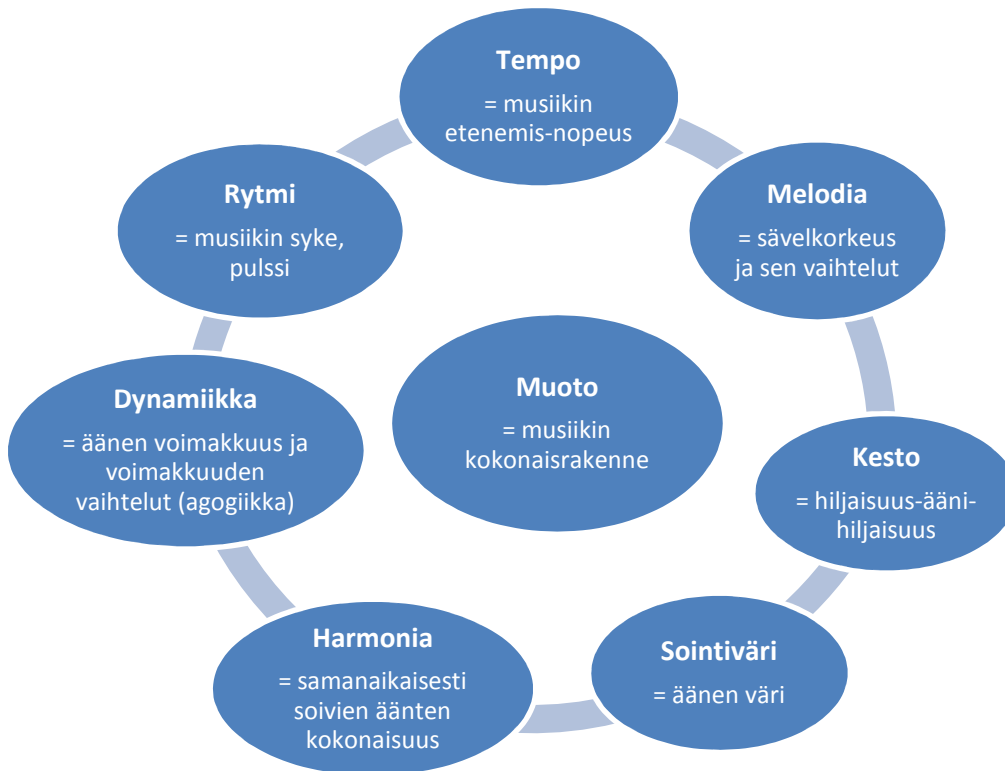 Tempo
= musiikin
etenemis-nopeus
Melodia
= sävelkorkeus
ja sen vaihtelut
Kesto
= hiljaisuus-ääni-
hiljaisuus
Sointiväri
= äänen väri
Harmonia
= samanaikaisesti
soivien äänten
kokonaisuus
Dynamiikka
= äänen voimakkuus ja
voimakkuuden
vaihtelut (agogiikka)
Rytmi
= musiikin syke,
pulssi
Muoto
= musiikin
kokonaisrakenne